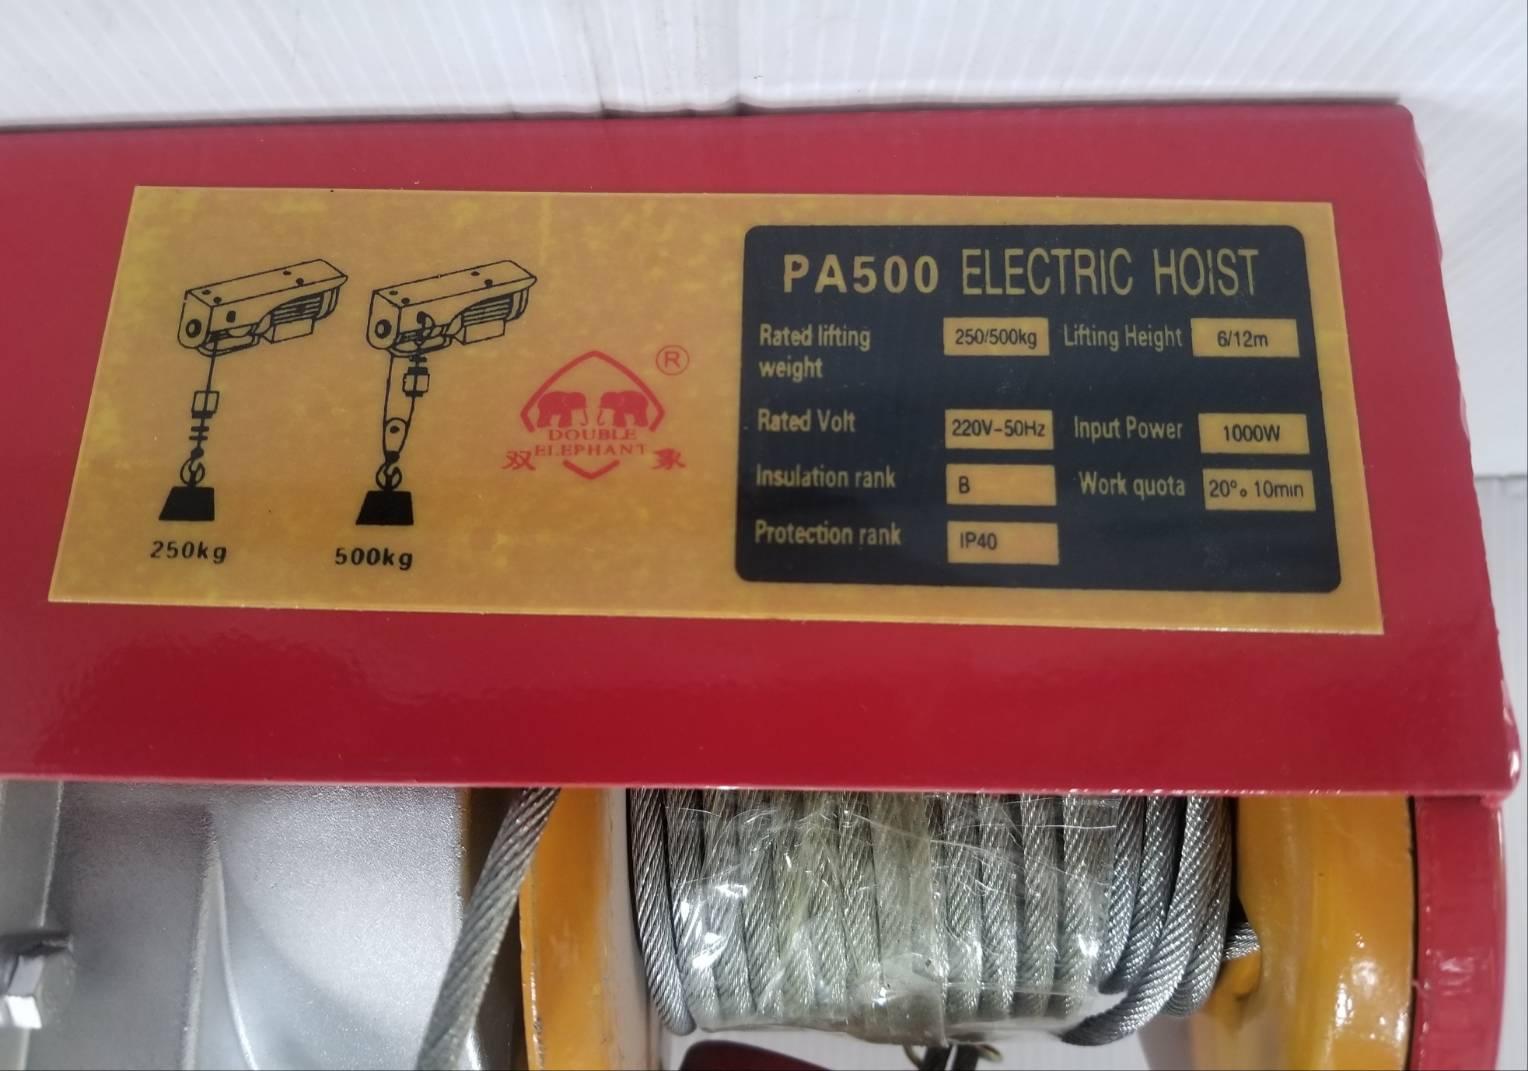 250kg
500kg
®
DOUBLE
双 ELEPHANT 象
PA500 ELECTRIC HOIST
Rated lifting weight 250/500kg Lifting Height 6/12m
Rated Volt 220V-50Hz Input Power 1000W
Insulation rank B Work quota 20%。 10min
Protection rank IP40